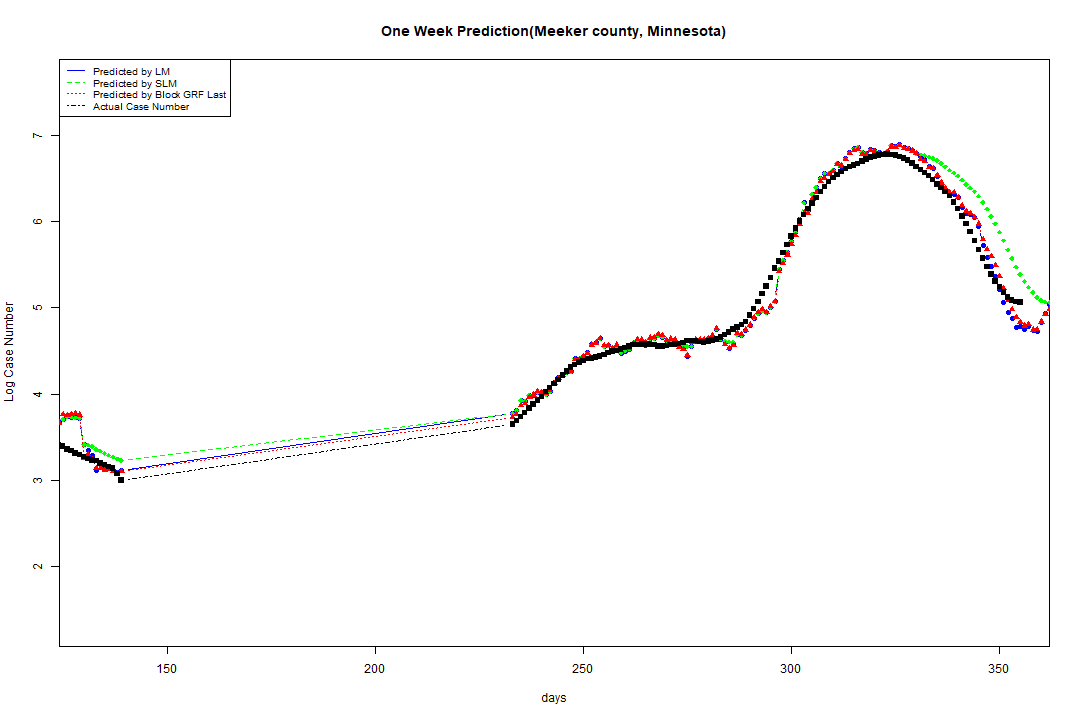 One Week Prediction(Meeker county, Minnesota)
Predicted by LM
Predicted by SLM
Predicted by Block GRF Last
Actual Case Number
7
6
5
4
3
2
Log Case Number
150 200 250 300 350
days